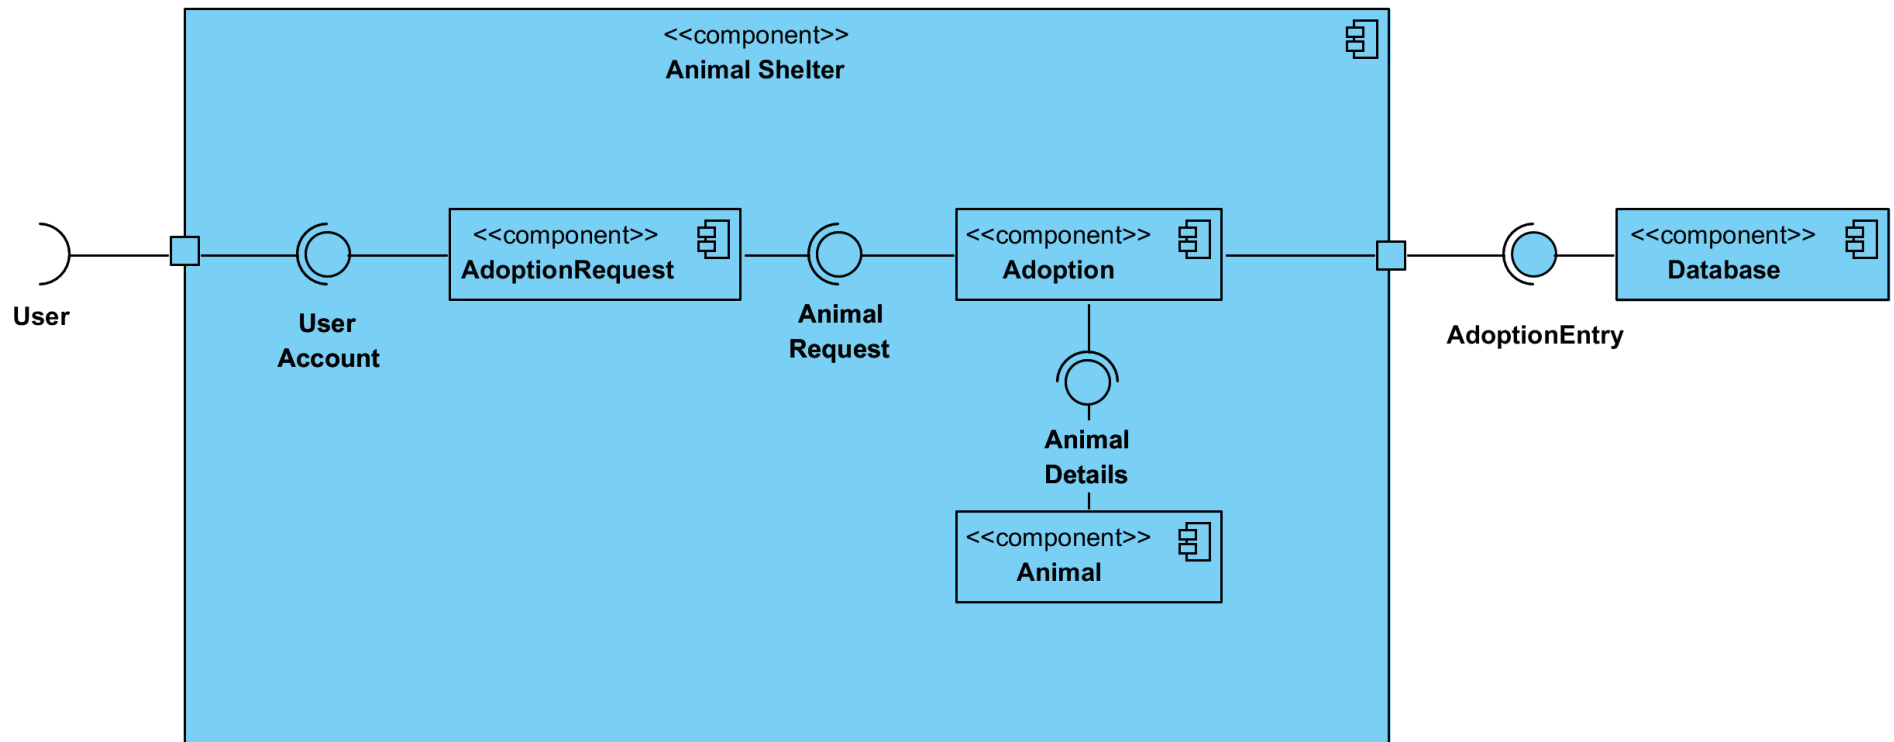 <<component>>
Animal Shelter
User
User
Account
<<component>>
AdoptionRequest
Animal
Request
<<component>>
Adoption
Animal
Details
<<component>>
Animal
AdoptionEntry
<<component>>
Database